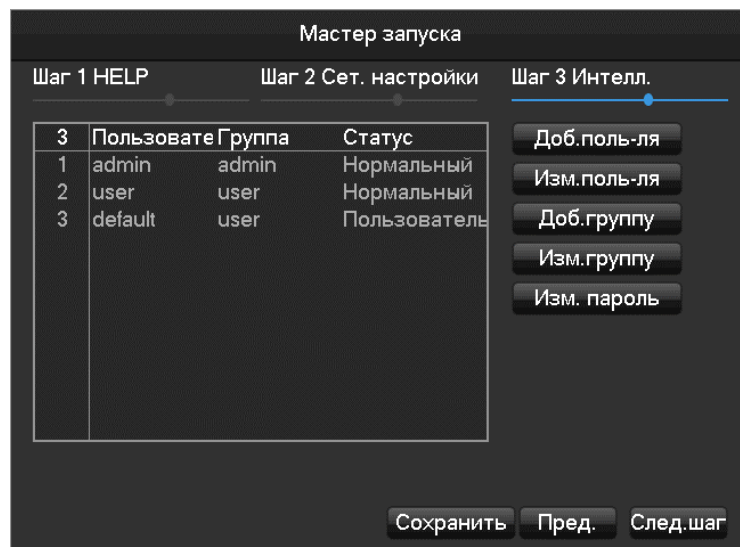 Мастер запуска
Шаг 1 HELP Шаг 2 Сет. настройки Шаг 3 Интелл.
3 Пользовате Группа Статус
1 admin admin Нормальный
2 user user Нормальный
3 default user Пользователь
Доб.поль-ля
Изм.поль-ля
Доб.группу
Изм.группу
Изм. пароль
Сохранить Пред. След.шаг